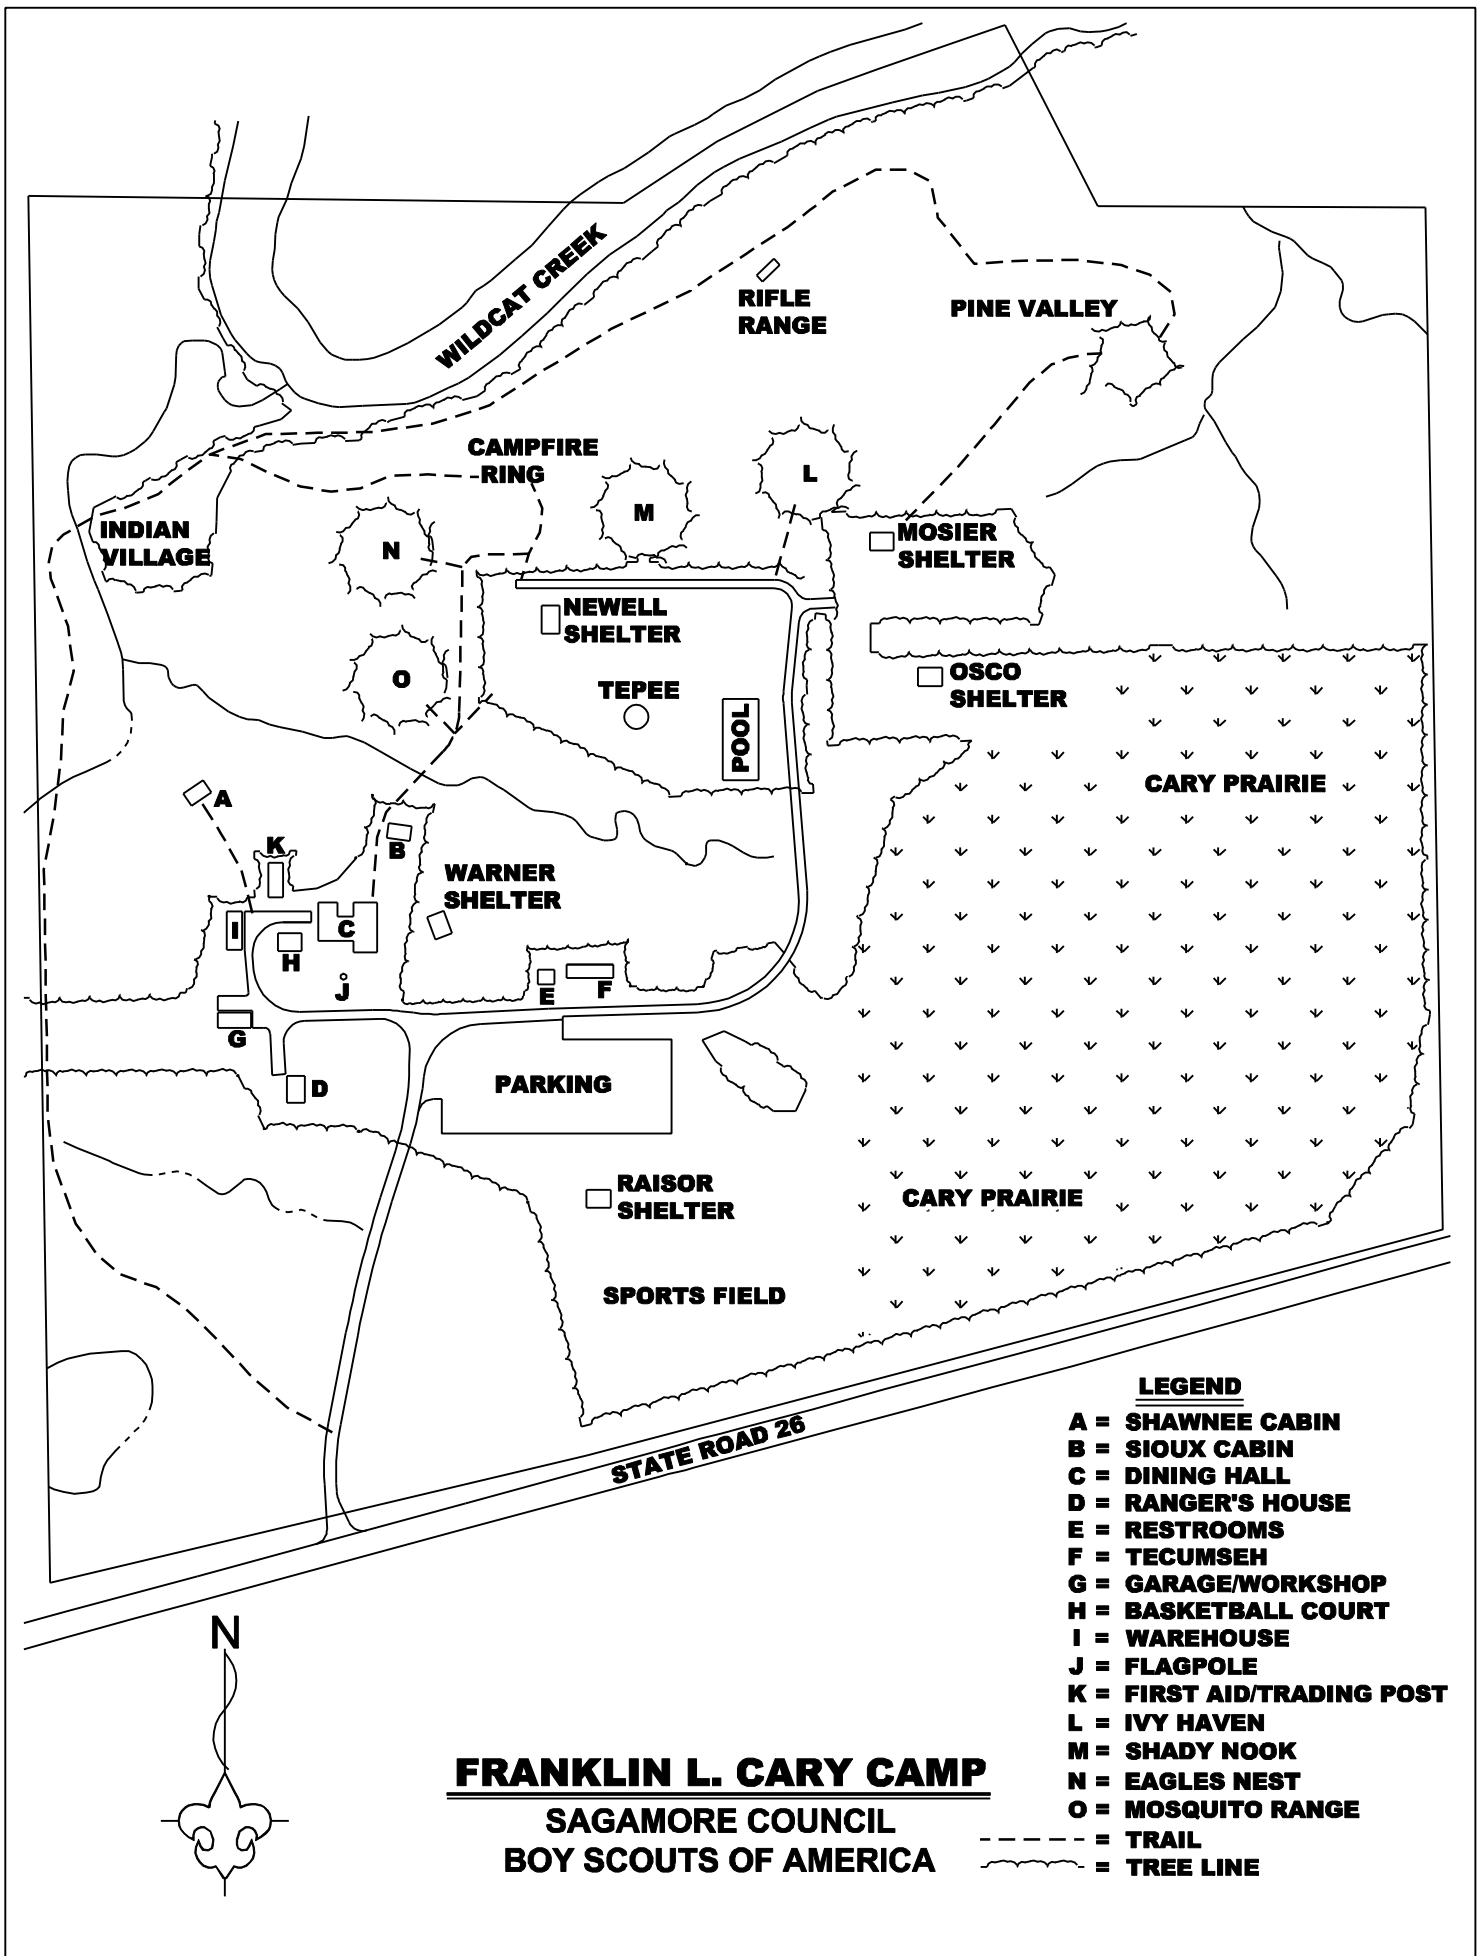 WILDCAT CREEK
RIFLE
RANGE
PINE VALLEY
CAMPFIRE
RING
L
M
N
INDIAN
VILLAGE
MOSIER
SHELTER
NEWELL
SHELTER
O
TEPEE
POOL
OSCO
SHELTER
CARY PRAIRIE
A
K
B
WARNER
SHELTER
I
C
H
J
E
F
G
D
PARKING
RAISOR
SHELTER
CARY PRAIRIE
SPORTS FIELD
STATE ROAD 26
LEGEND
A = SHAWNEE CABIN
B = SIOUX CABIN
C = DINING HALL
D = RANGER'S HOUSE
E = RESTROOMS
F = TECUMSEH
G = GARAGE/WORKSHOP
H = BASKETBALL COURT
I = WAREHOUSE
J = FLAGPOLE
K = FIRST AID/TRADING POST
L = IVY HAVEN
M = SHADY NOOK
N = EAGLES NEST
O = MOSQUITO RANGE
= TRAIL
= TREE LINE
N
FRANKLIN L. CARY CAMP
SAGAMORE COUNCIL
BOY SCOUTS OF AMERICA